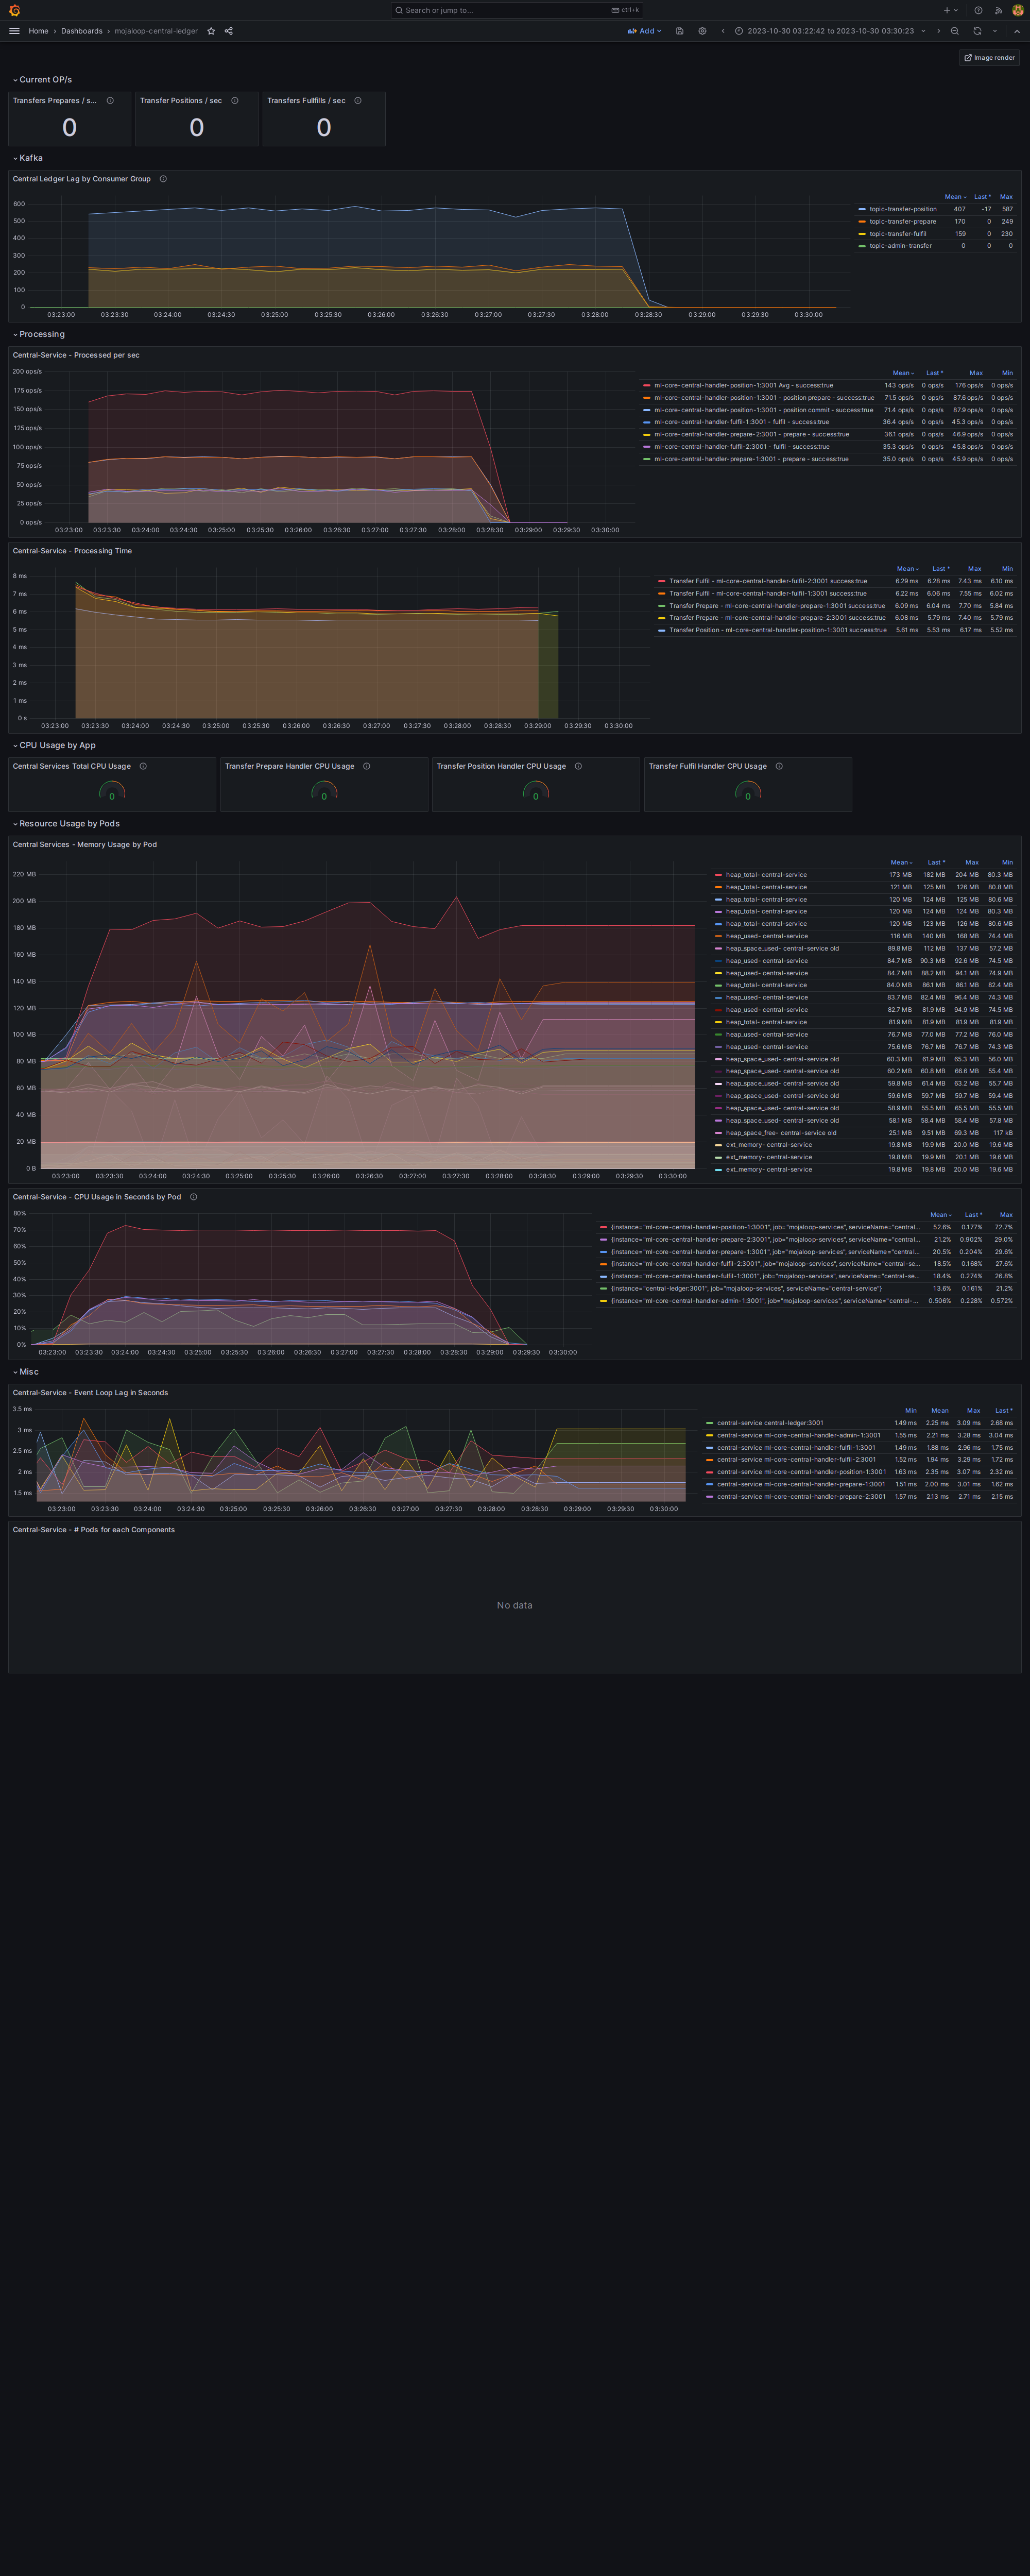 Search or jump to...
ctrl+k
Home › Dashboards › mojaloop-central-ledger
Add
2023-10-30 03:22:42 to 2023-10-30 03:30:23
Image render
Current OP/s
Transfers Prepares / s...
0
Transfer Positions / sec
0
Transfers Fullfills / sec
0
Kafka
Central Ledger Lag by Consumer Group
600
500
400
300
200
100
0
03:23:00 03:23:30 03:24:00 03:24:30 03:25:00 03:25:30 03:26:00 03:26:30 03:27:00 03:27:30 03:28:00 03:28:30 03:29:00 03:29:30 03:30:00
Mean Last * Max
topic-transfer-position 407 -17 587
topic-transfer-prepare 170 0 249
topic-transfer-fulfil 159 0 230
topic-admin-transfer 0 0 0
Processing
Central-Service - Processed per sec
200 ops/s
175 ops/s
150 ops/s
125 ops/s
100 ops/s
75 ops/s
50 ops/s
25 ops/s
0 ops/s
03:23:00 03:23:30 03:24:00 03:24:30 03:25:00 03:25:30 03:26:00 03:26:30 03:27:00 03:27:30 03:28:00 03:28:30 03:29:00 03:29:30 03:30:00
Mean Last * Max Min
ml-core-central-handler-position-1:3001 Avg - success:true 143 ops/s 0 ops/s 176 ops/s 0 ops/s
ml-core-central-handler-position-1:3001 - position prepare - success:true 71.5 ops/s 0 ops/s 87.6 ops/s 0 ops/s
ml-core-central-handler-position-1:3001 - position commit - success:true 71.4 ops/s 0 ops/s 87.9 ops/s 0 ops/s
ml-core-central-handler-fulfil-1:3001 - fulfil - success:true 36.4 ops/s 0 ops/s 45.3 ops/s 0 ops/s
ml-core-central-handler-prepare-2:3001 - prepare - success:true 36.1 ops/s 0 ops/s 46.9 ops/s 0 ops/s
ml-core-central-handler-fulfil-2:3001 - fulfil - success:true 35.3 ops/s 0 ops/s 45.8 ops/s 0 ops/s
ml-core-central-handler-prepare-1:3001 - prepare - success:true 35.0 ops/s 0 ops/s 45.9 ops/s 0 ops/s
Central-Service - Processing Time
8 ms
7 ms
6 ms
5 ms
4 ms
3 ms
2 ms
1 ms
0 s
03:23:00 03:23:30 03:24:00 03:24:30 03:25:00 03:25:30 03:26:00 03:26:30 03:27:00 03:27:30 03:28:00 03:28:30 03:29:00 03:29:30 03:30:00
Mean Last * Max Min
Transfer Fulfil - ml-core-central-handler-fulfil-2:3001 success:true 6.29 ms 6.28 ms 7.43 ms 6.10 ms
Transfer Fulfil - ml-core-central-handler-fulfil-1:3001 success:true 6.22 ms 6.06 ms 7.55 ms 6.02 ms
Transfer Prepare - ml-core-central-handler-prepare-1:3001 success:true 6.09 ms 6.04 ms 7.70 ms 5.84 ms
Transfer Prepare - ml-core-central-handler-prepare-2:3001 success:true 6.08 ms 5.79 ms 7.40 ms 5.79 ms
Transfer Position - ml-core-central-handler-position-1:3001 success:true 5.61 ms 5.53 ms 6.17 ms 5.52 ms
CPU Usage by App
Central Services Total CPU Usage
0
Transfer Prepare Handler CPU Usage
0
Transfer Position Handler CPU Usage
0
Transfer Fulfil Handler CPU Usage
0
Resource Usage by Pods
Central Services - Memory Usage by Pod
220 MB
200 MB
180 MB
160 MB
140 MB
120 MB
100 MB
80 MB
60 MB
40 MB
20 MB
0 B
03:23:00 03:23:30 03:24:00 03:24:30 03:25:00 03:25:30 03:26:00 03:26:30 03:27:00 03:27:30 03:28:00 03:28:30 03:29:00 03:29:30 03:30:00
Mean Last * Max Min
heap_total- central-service 173 MB 182 MB 204 MB 80.3 MB
heap_total- central-service 121 MB 125 MB 126 MB 80.8 MB
heap_total- central-service 120 MB 124 MB 125 MB 80.6 MB
heap_total- central-service 120 MB 124 MB 124 MB 80.3 MB
heap_total- central-service 120 MB 123 MB 126 MB 80.6 MB
heap_used- central-service 116 MB 140 MB 168 MB 74.4 MB
heap_space_used- central-service old 89.8 MB 112 MB 137 MB 57.2 MB
heap_used- central-service 84.7 MB 90.3 MB 92.6 MB 74.5 MB
heap_used- central-service 84.7 MB 88.2 MB 94.1 MB 74.9 MB
heap_total- central-service 84.0 MB 86.1 MB 86.1 MB 82.4 MB
heap_used- central-service 83.7 MB 82.4 MB 96.4 MB 74.3 MB
heap_used- central-service 82.7 MB 81.9 MB 94.9 MB 74.5 MB
heap_total- central-service 81.9 MB 81.9 MB 81.9 MB 81.9 MB
heap_used- central-service 76.7 MB 77.0 MB 77.2 MB 76.0 MB
heap_used- central-service 75.6 MB 76.7 MB 76.7 MB 74.3 MB
heap_space_used- central-service old 60.3 MB 61.9 MB 65.3 MB 56.0 MB
heap_space_used- central-service old 60.2 MB 60.8 MB 66.6 MB 55.4 MB
heap_space_used- central-service old 59.8 MB 61.4 MB 63.2 MB 55.7 MB
heap_space_used- central-service old 59.6 MB 59.7 MB 59.7 MB 59.4 MB
heap_space_used- central-service old 58.9 MB 55.5 MB 65.5 MB 55.5 MB
heap_space_used- central-service old 58.1 MB 58.4 MB 58.4 MB 57.8 MB
heap_space_free- central-service old 25.1 MB 9.51 MB 69.3 MB 117 kB
ext_memory- central-service 19.8 MB 19.9 MB 20.0 MB 19.6 MB
ext_memory- central-service 19.8 MB 19.9 MB 20.1 MB 19.6 MB
ext_memory- central-service 19.8 MB 19.8 MB 20.0 MB 19.6 MB
Central-Service - CPU Usage in Seconds by Pod
80%
70%
60%
50%
40%
30%
20%
10%
0%
03:23:00 03:23:30 03:24:00 03:24:30 03:25:00 03:25:30 03:26:00 03:26:30 03:27:00 03:27:30 03:28:00 03:28:30 03:29:00 03:29:30 03:30:00
Mean Last * Max
{instance="ml-core-central-handler-position-1:3001", job="mojaloop-services", serviceName="central... 52.6% 0.177% 72.7%
{instance="ml-core-central-handler-prepare-2:3001", job="mojaloop-services", serviceName="central... 21.2% 0.902% 29.0%
{instance="ml-core-central-handler-prepare-1:3001", job="mojaloop-services", serviceName="central... 20.5% 0.204% 29.6%
{instance="ml-core-central-handler-fulfil-2:3001", job="mojaloop-services", serviceName="central-se... 18.5% 0.168% 27.6%
{instance="ml-core-central-handler-fulfil-1:3001", job="mojaloop-services", serviceName="central-se... 18.4% 0.274% 26.8%
{instance="central-ledger:3001", job="mojaloop-services", serviceName="central-service"} 13.6% 0.161% 21.2%
{instance="ml-core-central-handler-admin-1:3001", job="mojaloop-services", serviceName="central-... 0.506% 0.228% 0.572%
Misc
Central-Service - Event Loop Lag in Seconds
3.5 ms
3 ms
2.5 ms
2 ms
1.5 ms
03:23:00 03:23:30 03:24:00 03:24:30 03:25:00 03:25:30 03:26:00 03:26:30 03:27:00 03:27:30 03:28:00 03:28:30 03:29:00 03:29:30 03:30:00
Min Mean Max Last *
central-service central-ledger:3001 1.49 ms 2.25 ms 3.09 ms 2.68 ms
central-service ml-core-central-handler-admin-1:3001 1.55 ms 2.21 ms 3.28 ms 3.04 ms
central-service ml-core-central-handler-fulfil-1:3001 1.49 ms 1.88 ms 2.96 ms 1.75 ms
central-service ml-core-central-handler-fulfil-2:3001 1.52 ms 1.94 ms 3.29 ms 1.72 ms
central-service ml-core-central-handler-position-1:3001 1.63 ms 2.35 ms 3.07 ms 2.32 ms
central-service ml-core-central-handler-prepare-1:3001 1.51 ms 2.00 ms 3.01 ms 1.62 ms
central-service ml-core-central-handler-prepare-2:3001 1.57 ms 2.13 ms 2.71 ms 2.15 ms
Central-Service - # Pods for each Components
No data